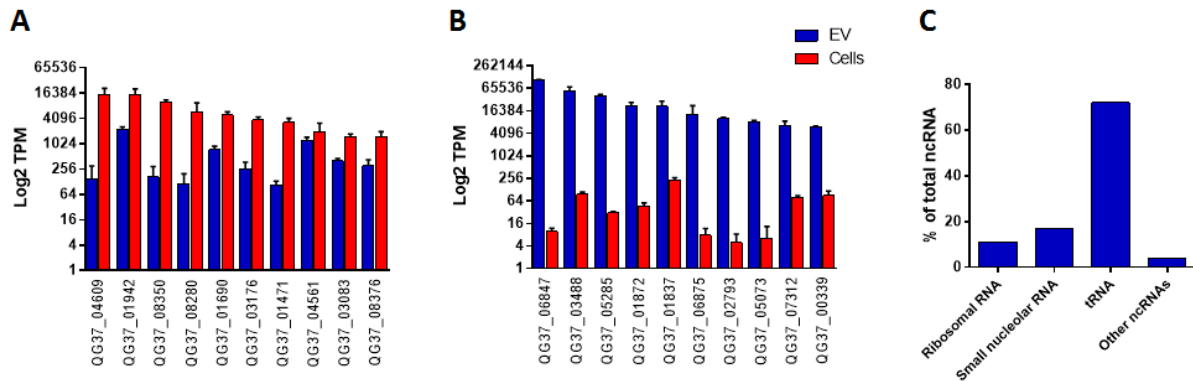 A
Log2 TPM
65536
16384
4096
1024
256
64
16
4
1
QG37_04609
QG37_01942
QG37_08350
QG37_08280
QG37_01690
QG37_03176
QG37_01471
QG37_04561
QG37_03083
QG37_08376
B
EV
Cells
Log2 TPM
262144
65536
16384
4096
1024
256
64
16
4
1
QG37_06847
QG37_03488
QG37_05285
QG37_01872
QG37_01837
QG37_06875
QG37_02793
QG37_05073
QG37_07312
QG37_00339
C
% of total ncRNA
80
60
40
20
0
Ribosomal RNA
Small nucleolar RNA
tRNA
Other ncRNAs